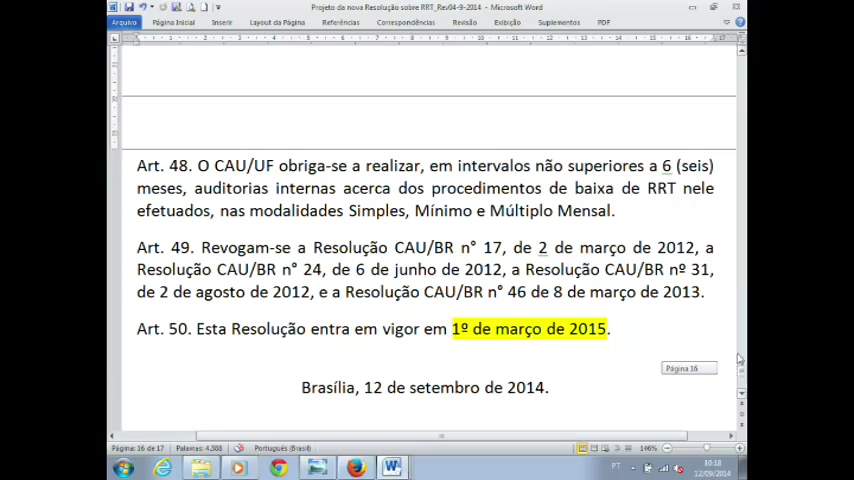 Projeto da nova Resolução sobre RRT_Rev04-9-2014 - Microsoft Word
Arquivo Página Inicial Inserir Layout da Página Referências Correspondências Revisão Exibição Suplementos PDF
Art. 48. O CAU/UF obriga-se a realizar, em intervalos não superiores a 6 (seis)
meses, auditorias internas acerca dos procedimentos de baixa de RRT nele
efetuados, nas modalidades Simples, Mínimo e Múltiplo Mensal.
Art. 49. Revogam-se a Resolução CAU/BR n° 17, de 2 de março de 2012, a
Resolução CAU/BR n° 24, de 6 de junho de 2012, a Resolução CAU/BR nº 31,
de 2 de agosto de 2012, e a Resolução CAU/BR n° 46 de 8 de março de 2013.
Art. 50. Esta Resolução entra em vigor em 1º de março de 2015.
Página 16
Brasília, 12 de setembro de 2014.
Página: 16 de 17 Palavras: 4.388 Português (Brasil) 146%
PT 10:18
12/09/2014